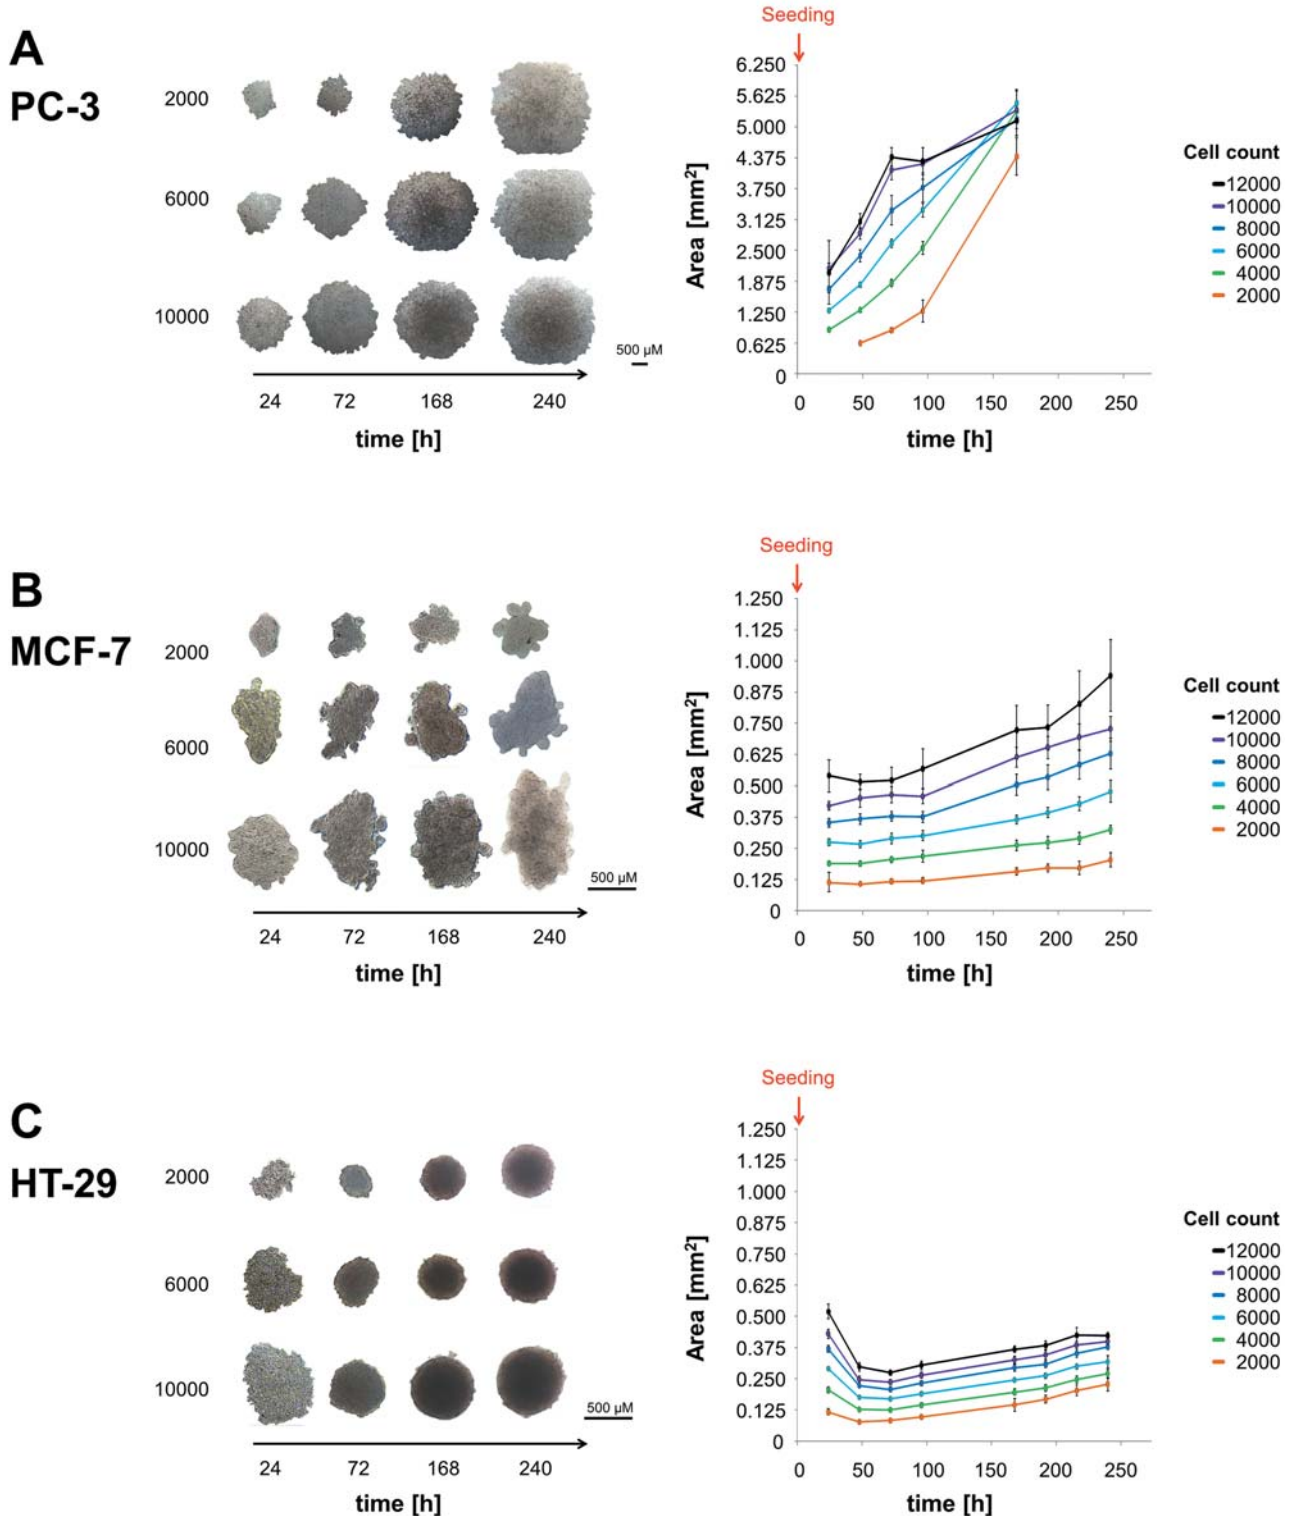 A
PC-3
2000
6000
10000
500 µM
24 72 168 240
time [h]
Seeding
Area [mm²]
6.250
5.625
5.000
4.375
3.750
3.125
2.500
1.875
1.250
0.625
0
0 50 100 150 200 250
time [h]
Cell count
12000
10000
8000
6000
4000
2000
B
MCF-7
2000
6000
10000
500 µM
24 72 168 240
time [h]
Seeding
Area [mm²]
1.250
1.125
1.000
0.875
0.750
0.625
0.500
0.375
0.250
0.125
0
0 50 100 150 200 250
time [h]
Cell count
12000
10000
8000
6000
4000
2000
C
HT-29
2000
6000
10000
500 µM
24 72 168 240
time [h]
Seeding
Area [mm²]
1.250
1.125
1.000
0.875
0.750
0.625
0.500
0.375
0.250
0.125
0
0 50 100 150 200 250
time [h]
Cell count
12000
10000
8000
6000
4000
2000